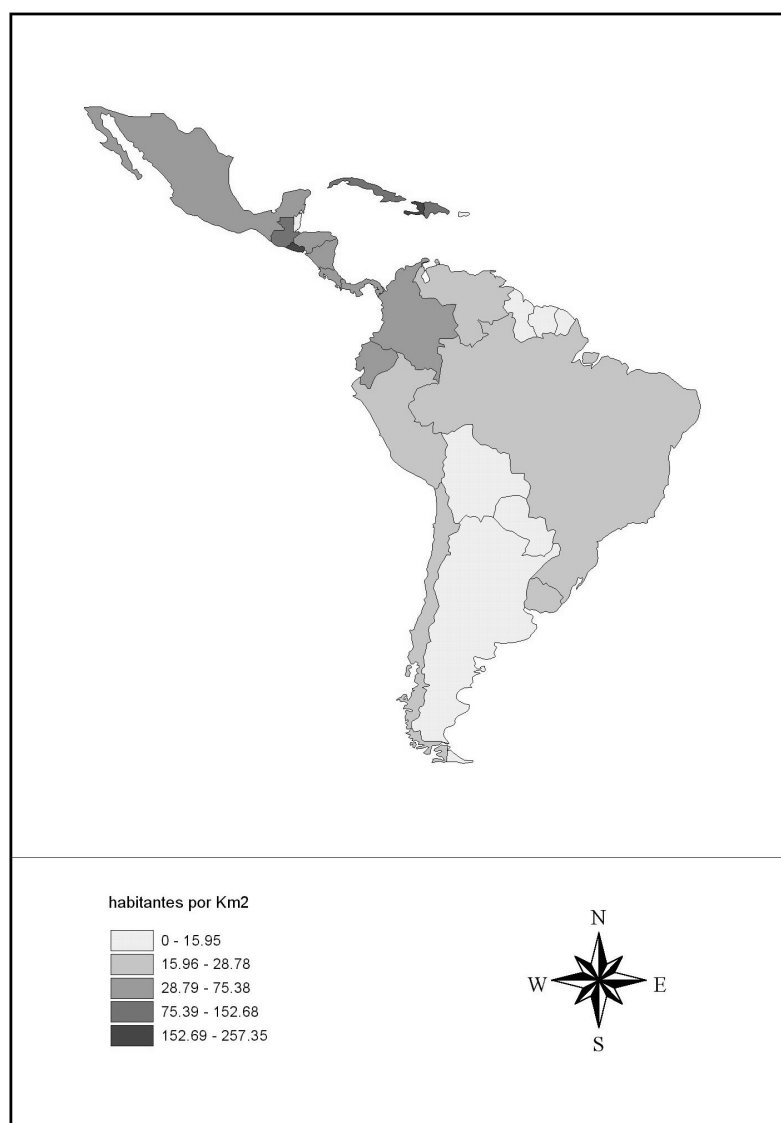 habitantes por Km2
0 - 15.95
15.96 - 28.78
28.79 - 75.38
75.39 - 152.68
152.69 - 257.35
N
W E
S